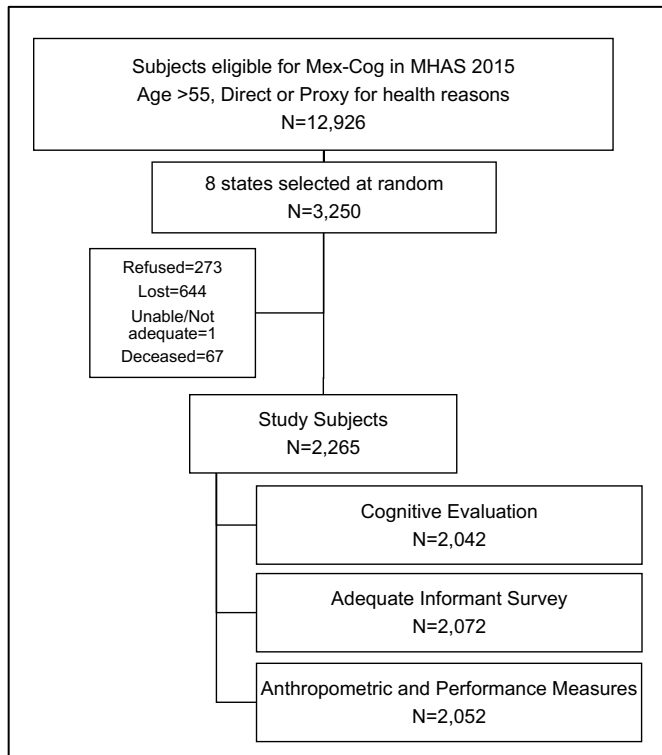 Subjects eligible for Mex-Cog in MHAS 2015
Age >55, Direct or Proxy for health reasons
N=12,926
8 states selected at random
N=3,250
Refused=273
Lost=644
Unable/Not
adequate=1
Deceased=67
Study Subjects
N=2,265
Cognitive Evaluation
N=2,042
Adequate Informant Survey
N=2,072
Anthropometric and Performance Measures
N=2,052